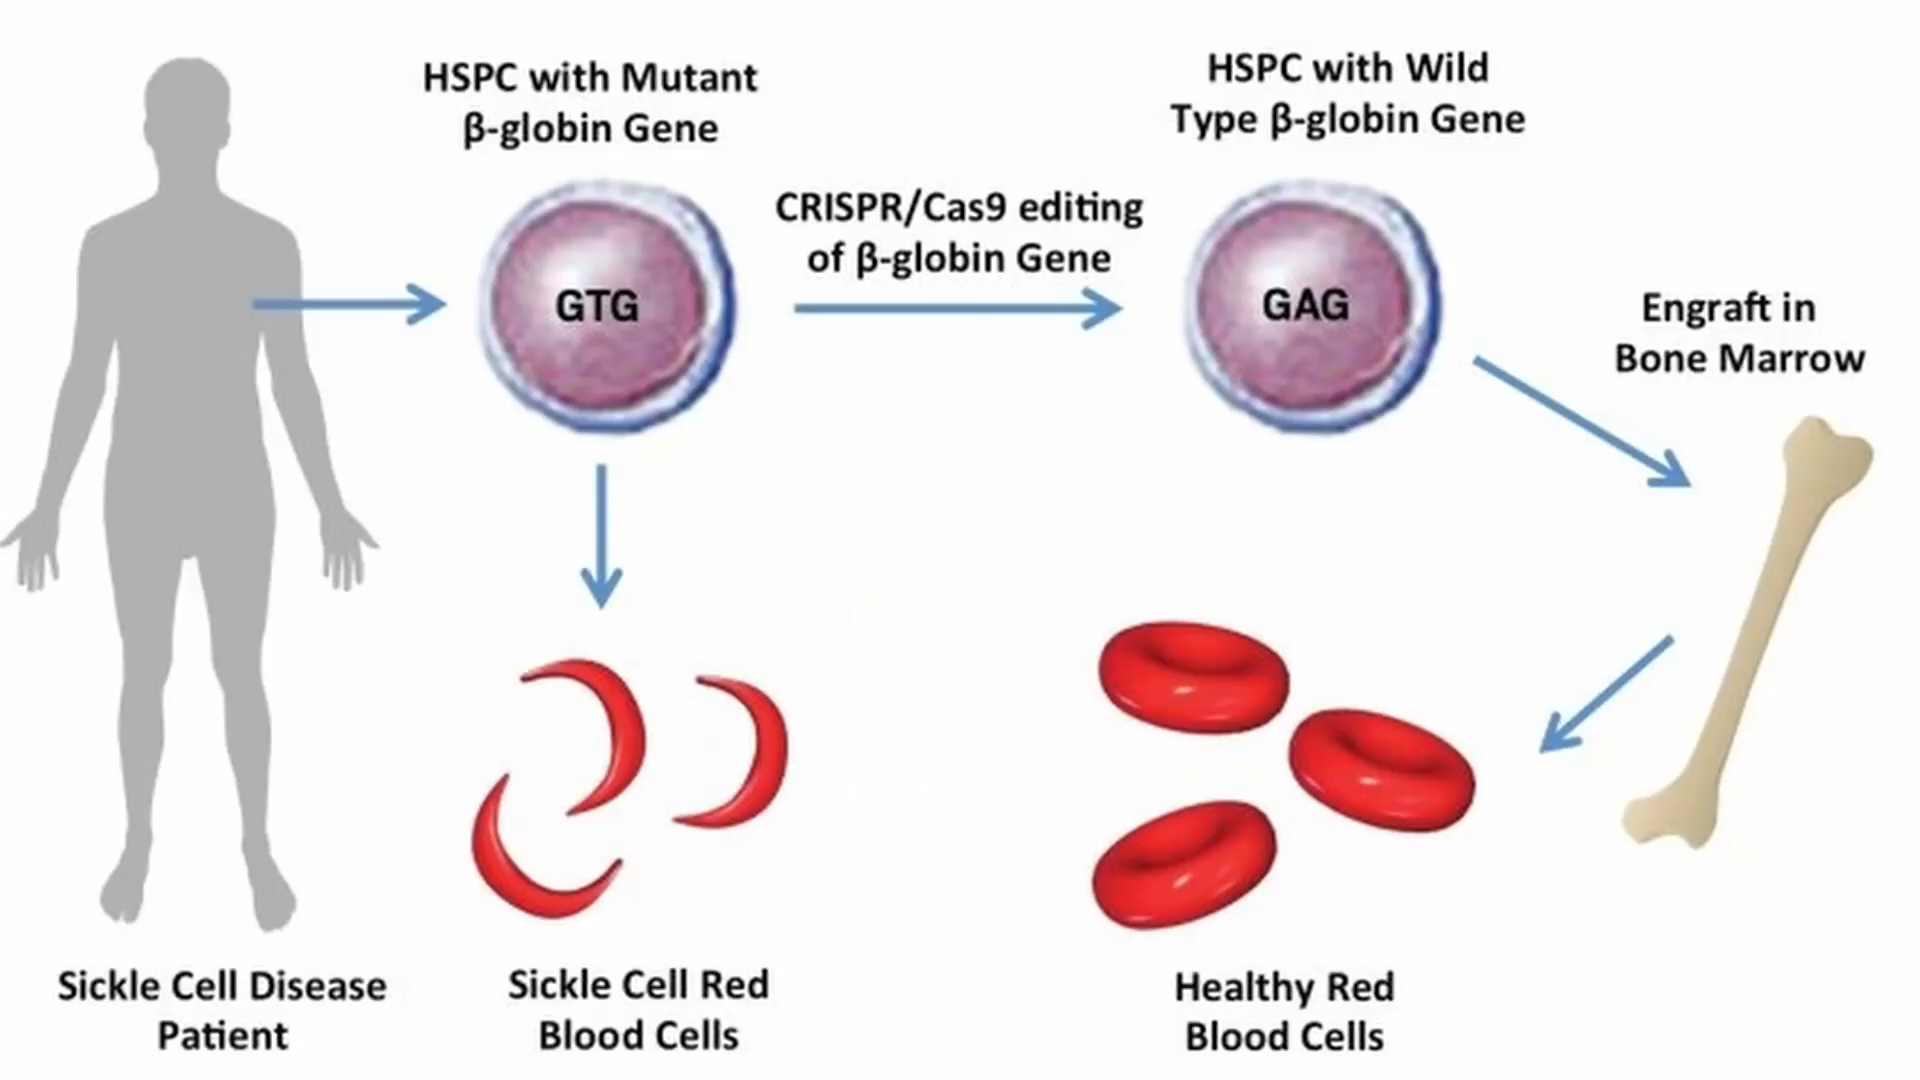 HSPC with Mutant
β-globin Gene
GTG
CRISPR/Cas9 editing
of β-globin Gene
HSPC with Wild
Type β-globin Gene
GAG
Engraft in
Bone Marrow
Sickle Cell Disease
Patient
Sickle Cell Red
Blood Cells
Healthy Red
Blood Cells